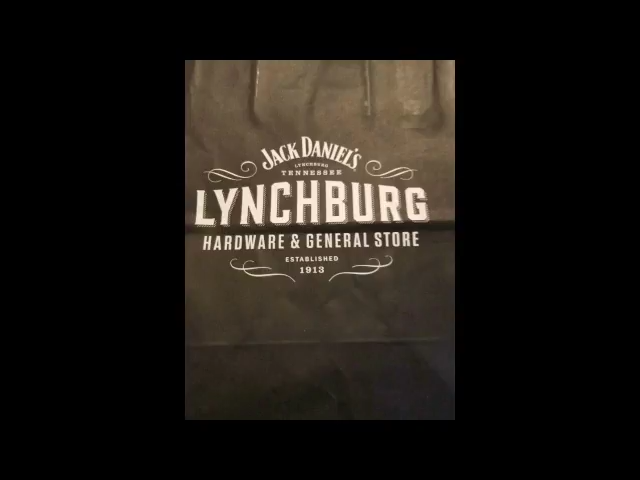 JACK DANIEL'S
LYNCHBURG
TENNESSEE
LYNCHBURG
HARDWARE & GENERAL STORE
ESTABLISHED
1913